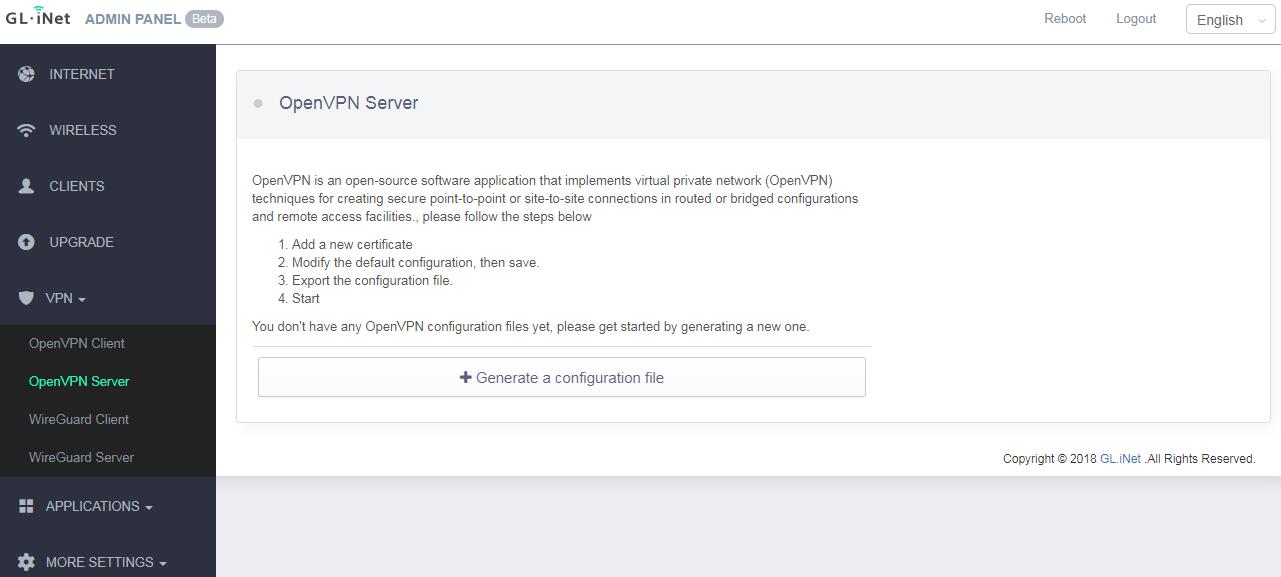 GL·iNet ADMIN PANEL Beta
Reboot Logout English
INTERNET
WIRELESS
CLIENTS
UPGRADE
VPN
OpenVPN Client
OpenVPN Server
WireGuard Client
WireGuard Server
APPLICATIONS
MORE SETTINGS
OpenVPN Server
OpenVPN is an open-source software application that implements virtual private network (OpenVPN)
techniques for creating secure point-to-point or site-to-site connections in routed or bridged configurations
and remote access facilities., please follow the steps below
1. Add a new certificate
2. Modify the default configuration, then save.
3. Export the configuration file.
4. Start
You don't have any OpenVPN configuration files yet, please get started by generating a new one.
+ Generate a configuration file
Copyright © 2018 GL.iNet .All Rights Reserved.